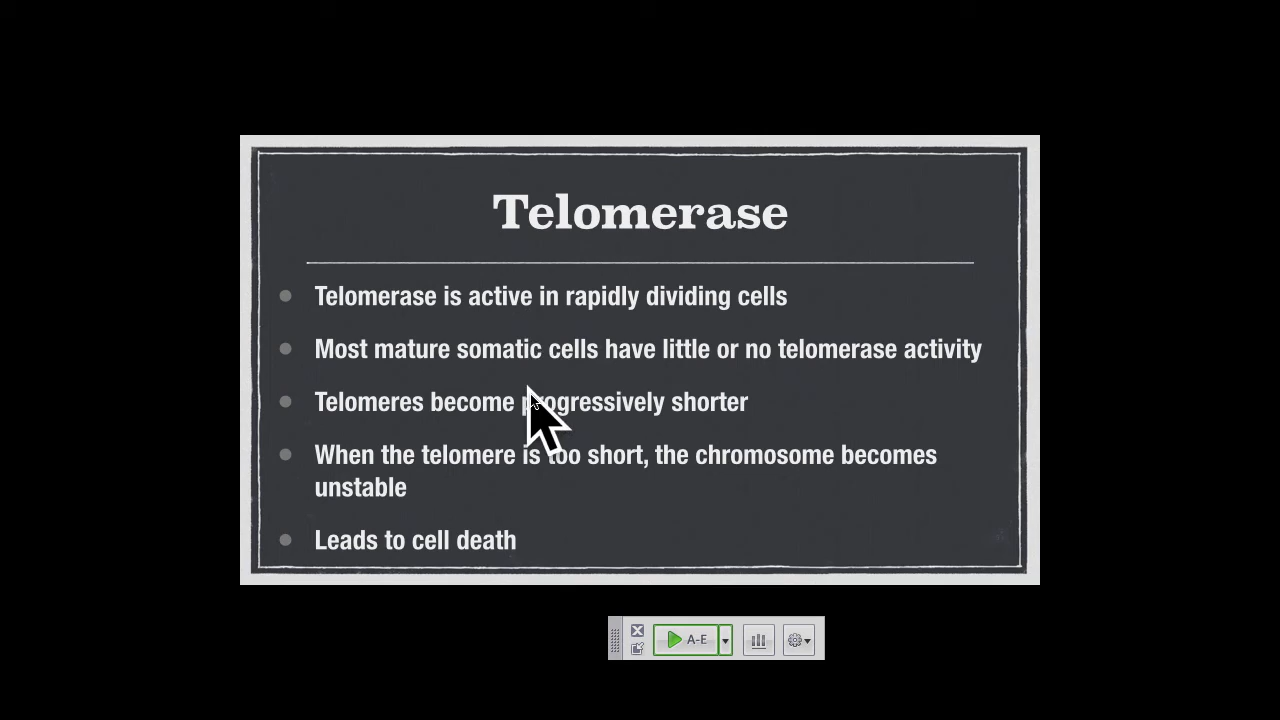 Telomerase
Telomerase is active in rapidly dividing cells
Most mature somatic cells have little or no telomerase activity
Telomeres become progressively shorter
When the telomere is too short, the chromosome becomes
unstable
Leads to cell death
A-E